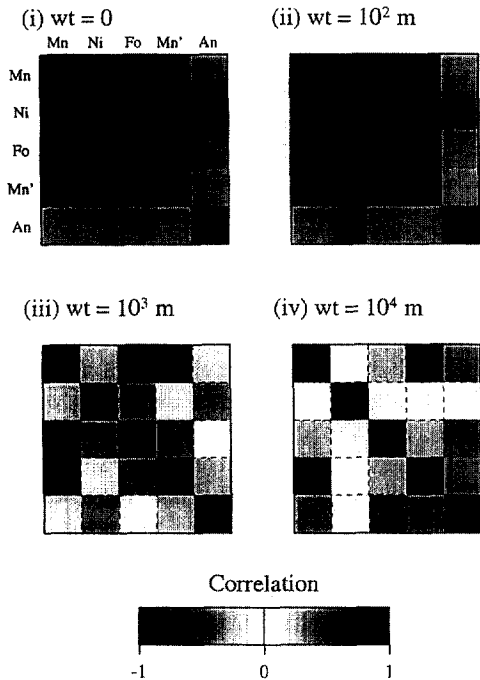 (i) wt = 0
Mn Ni Fo Mn' An
Mn
Ni
Fo
Mn'
An
(ii) wt = 10² m
(iii) wt = 10³ m
(iv) wt = 10⁴ m
Correlation
-1 0 1